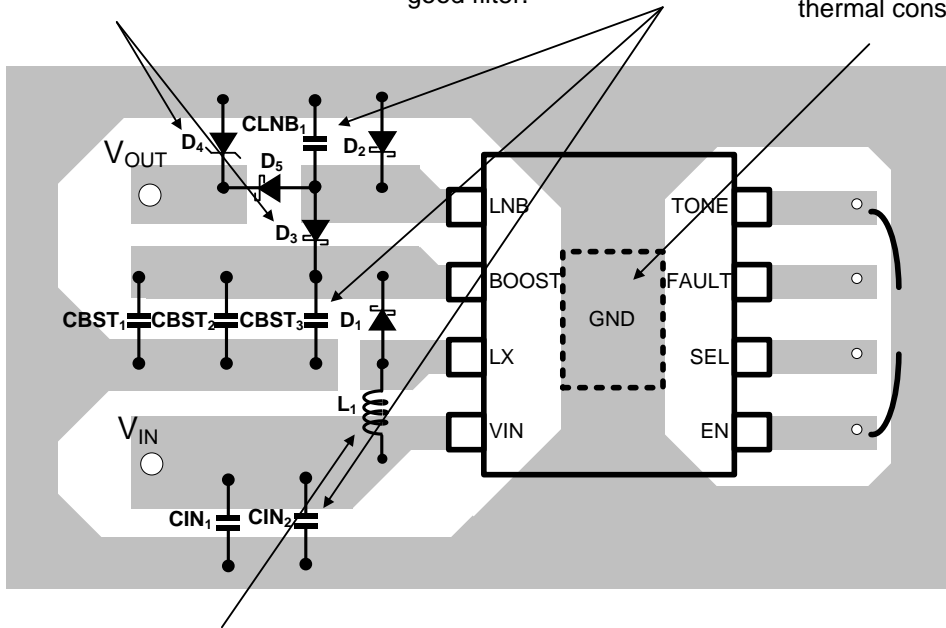 good filter.
thermal cons
CLNB1
D4
D2
VOUT
D5
LNB
TONE
D3
BOOST
FAULT
GND
CBST1
CBST2
CBST3
D1
LX
SEL
L1
VIN
VIN
EN
CIN1
CIN2